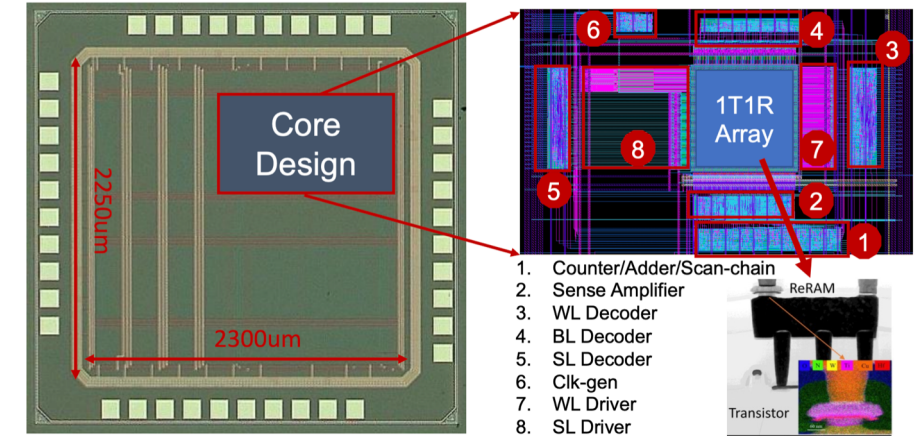 Core
Design
2250um
2300um
6
4
3
1T1R
Array
8
7
5
2
1
1. Counter/Adder/Scan-chain
2. Sense Amplifier
3. WL Decoder
4. BL Decoder
5. SL Decoder
6. Clk-gen
7. WL Driver
8. SL Driver
ReRAM
N W
Transistor